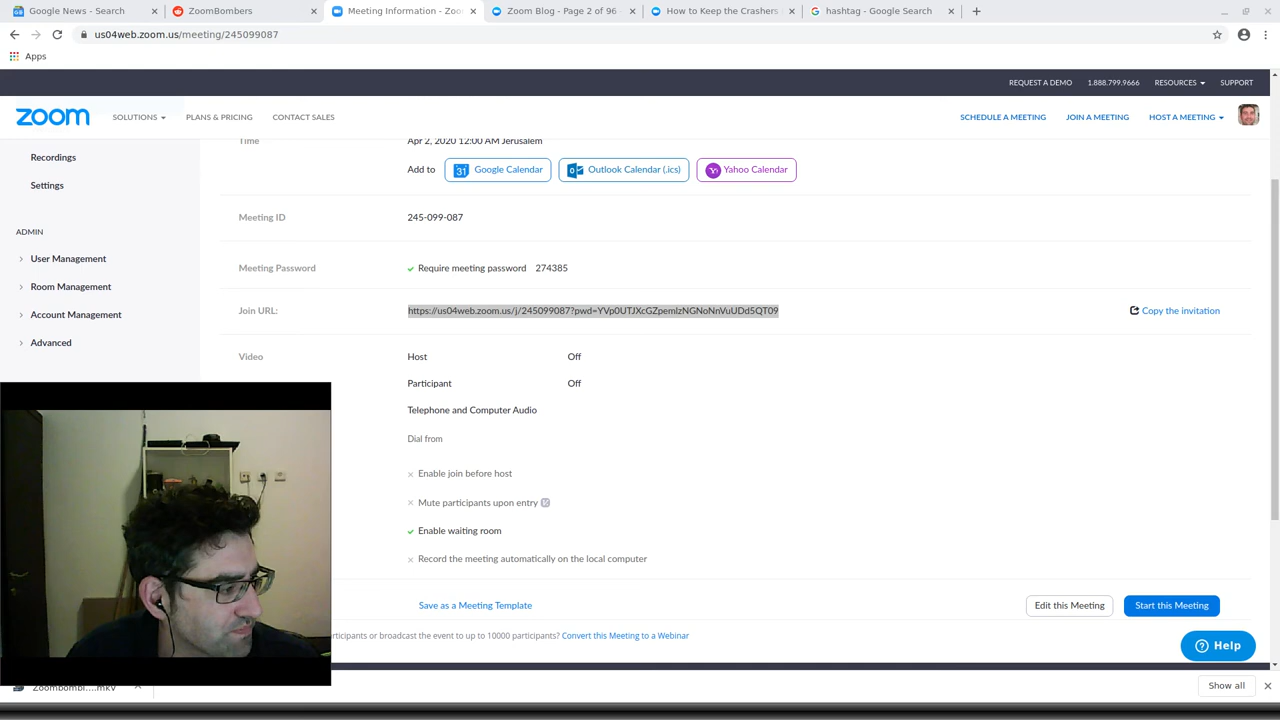 Google News - Search
ZoomBombers
Meeting Information - Zoo
Zoom Blog - Page 2 of 96
How to Keep the Crashers
hashtag - Google Search
us04web.zoom.us/meeting/245099087
Apps
REQUEST A DEMO 1.888.799.9666 RESOURCES SUPPORT
zoom SOLUTIONS PLANS & PRICING CONTACT SALES SCHEDULE A MEETING JOIN A MEETING HOST A MEETING
Time Apr 2, 2020 12:00 AM Jerusalem
Recordings
Add to Google Calendar Outlook Calendar (.ics) Yahoo Calendar
Settings
Meeting ID 245-099-087
ADMIN
User Management
Meeting Password Require meeting password 274385
Room Management
Join URL: https://us04web.zoom.us/j/245099087?pwd=YVp0UTJXcGZpemlzNGNoNnVuUDd5QT09 Copy the invitation
Account Management
Advanced
Video Host Off
Participant Off
Telephone and Computer Audio
Dial from
Enable join before host
Mute participants upon entry
Enable waiting room
Record the meeting automatically on the local computer
Save as a Meeting Template Edit this Meeting Start this Meeting
rticipants or broadcast the event to up to 10000 participants? Convert this Meeting to a Webinar
Help
Zoombombi....mkv Show all